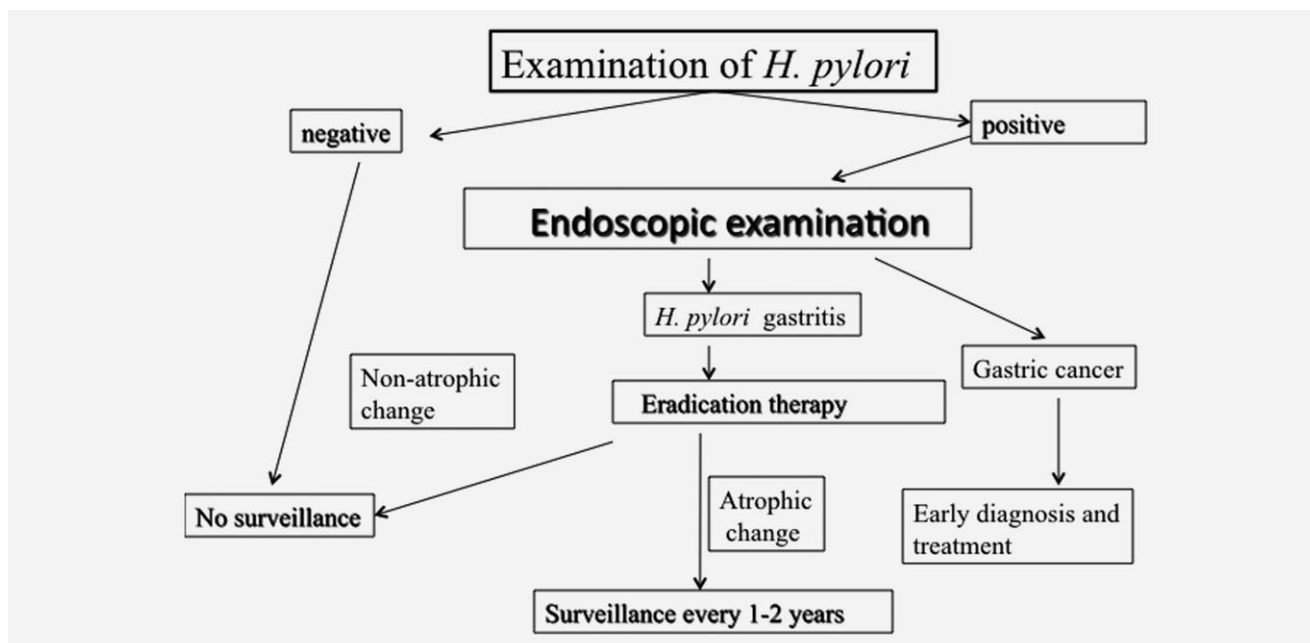 Examination of H. pylori
negative
positive
Endoscopic examination
H. pylori gastritis
Non-atrophic
change
Gastric cancer
Eradication therapy
No surveillance
Atrophic
change
Early diagnosis and
treatment
Surveillance every 1-2 years